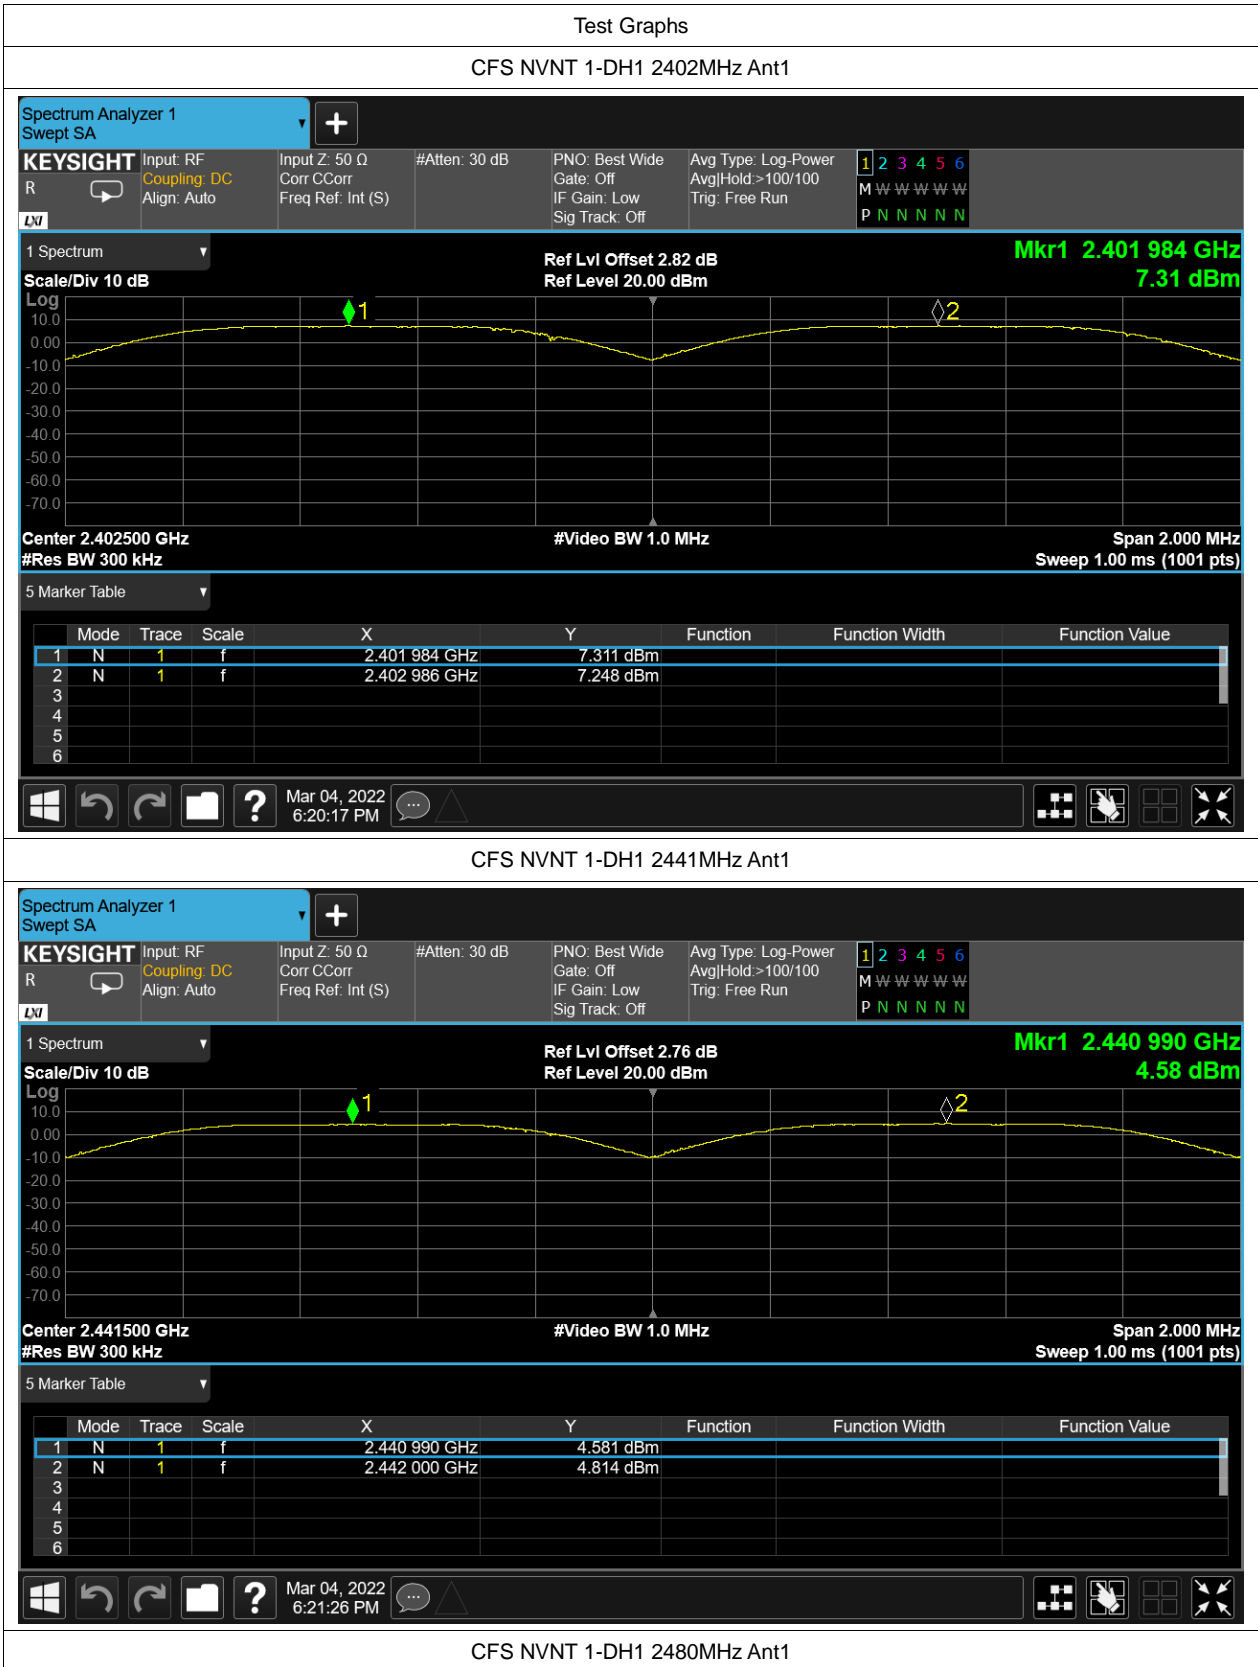 Test Graphs
CFS NVNT 1-DH1 2402MHz Ant1
Spectrum Analyzer 1
Swept SA
KEYSIGHT Input: RF Input Z: 50 Ω #Atten: 30 dB PNO: Best Wide Avg Type: Log-Power 1 2 3 4 5 6
R Coupling: DC Corr CCorr Gate: Off Avg|Hold:>100/100 M W W W W W
Align: Auto Freq Ref: Int (S) IF Gain: Low Trig: Free Run
LXI Sig Track: Off P N N N N N
1 Spectrum Ref Lvl Offset 2.82 dB Mkr1 2.401 984 GHz
Scale/Div 10 dB Ref Level 20.00 dBm 7.31 dBm
Log
1 2
10.0
0.00
-10.0
-20.0
-30.0
-40.0
-50.0
-60.0
-70.0
Center 2.402500 GHz #Video BW 1.0 MHz Span 2.000 MHz
#Res BW 300 kHz Sweep 1.00 ms (1001 pts)
5 Marker Table
Mode Trace Scale X Y Function Function Width Function Value
1 N 1 f 2.401 984 GHz 7.311 dBm
2 N 1 f 2.402 986 GHz 7.248 dBm
3
4
5
6
? Mar 04, 2022
6:20:17 PM
CFS NVNT 1-DH1 2441MHz Ant1
Spectrum Analyzer 1
Swept SA
KEYSIGHT Input: RF Input Z: 50 Ω #Atten: 30 dB PNO: Best Wide Avg Type: Log-Power 1 2 3 4 5 6
R Coupling: DC Corr CCorr Gate: Off Avg|Hold:>100/100 M W W W W W
Align: Auto Freq Ref: Int (S) IF Gain: Low Trig: Free Run
LXI Sig Track: Off P N N N N N
1 Spectrum Ref Lvl Offset 2.76 dB Mkr1 2.440 990 GHz
Scale/Div 10 dB Ref Level 20.00 dBm 4.58 dBm
Log
1 2
10.0
0.00
-10.0
-20.0
-30.0
-40.0
-50.0
-60.0
-70.0
Center 2.441500 GHz #Video BW 1.0 MHz Span 2.000 MHz
#Res BW 300 kHz Sweep 1.00 ms (1001 pts)
5 Marker Table
Mode Trace Scale X Y Function Function Width Function Value
1 N 1 f 2.440 990 GHz 4.581 dBm
2 N 1 f 2.442 000 GHz 4.814 dBm
3
4
5
6
? Mar 04, 2022
6:21:26 PM
CFS NVNT 1-DH1 2480MHz Ant1